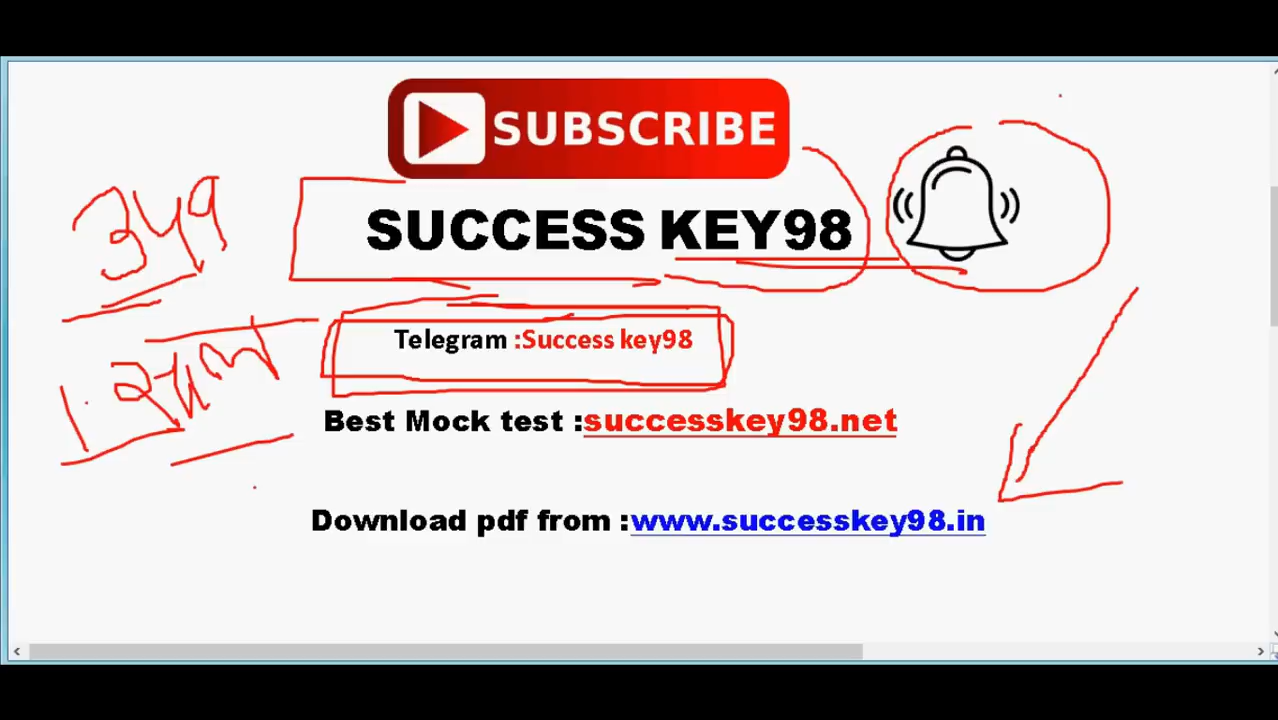 SUBSCRIBE
SUCCESS KEY98
349
Telegram :Success key98
Best Mock test :successkey98.net
Download pdf from :www.successkey98.in